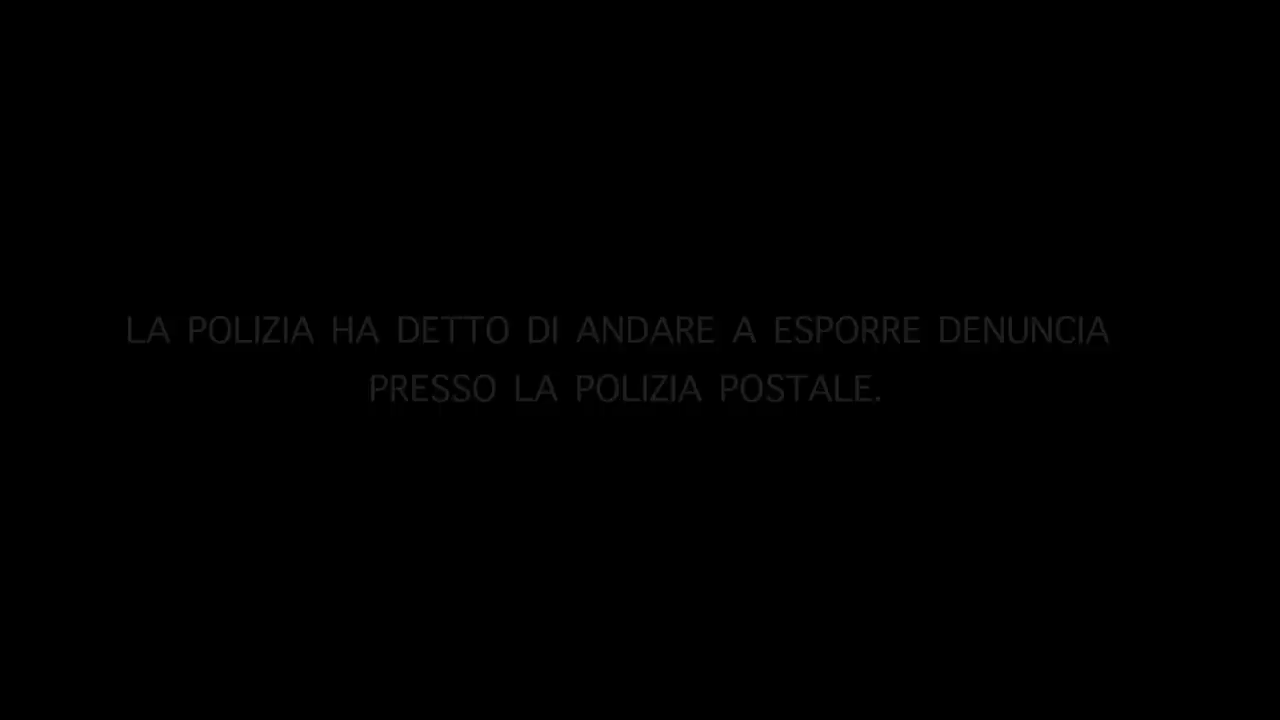 LA POLIZIA HA DETTO DI ANDARE A ESPORRE DENUNCIA
PRESSO LA POLIZIA POSTALE.